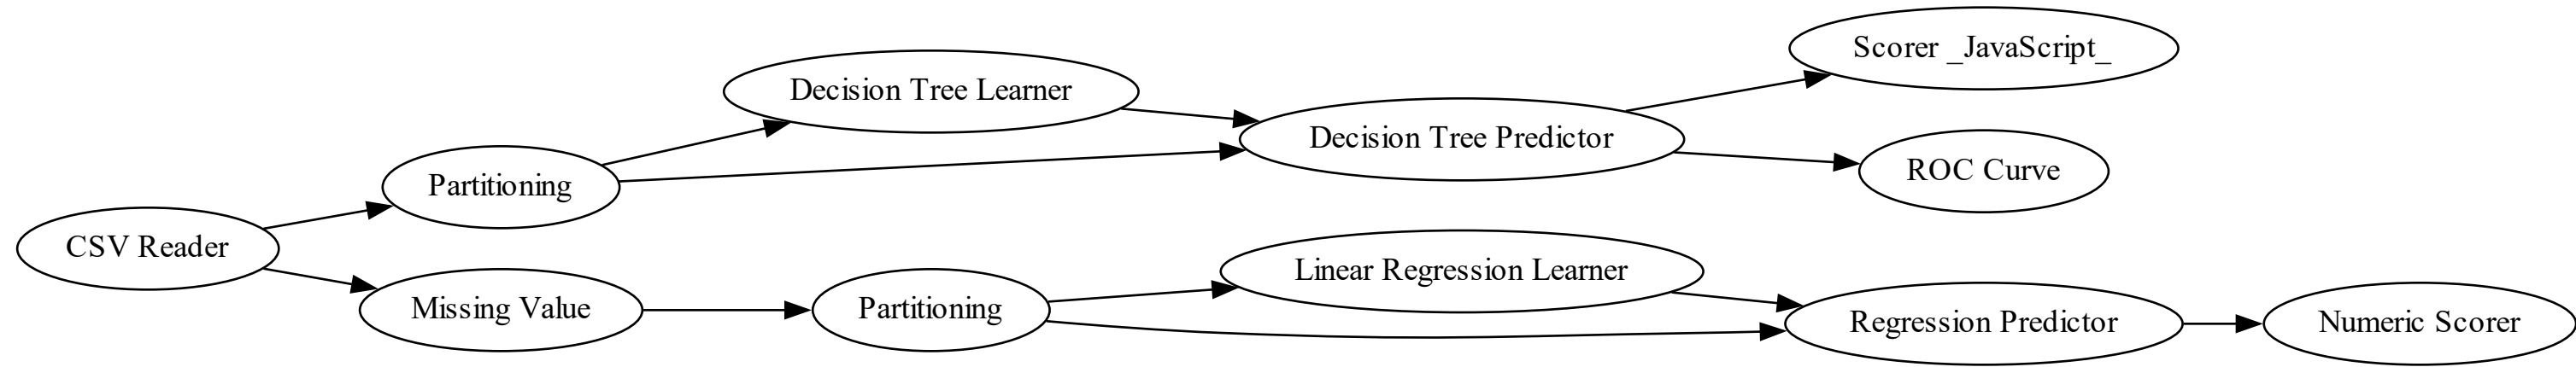 Scorer _JavaScript_
Decision Tree Learner
Decision Tree Predictor
ROC Curve
Partitioning
CSV Reader
Linear Regression Learner
Missing Value
Partitioning
Regression Predictor
Numeric Scorer